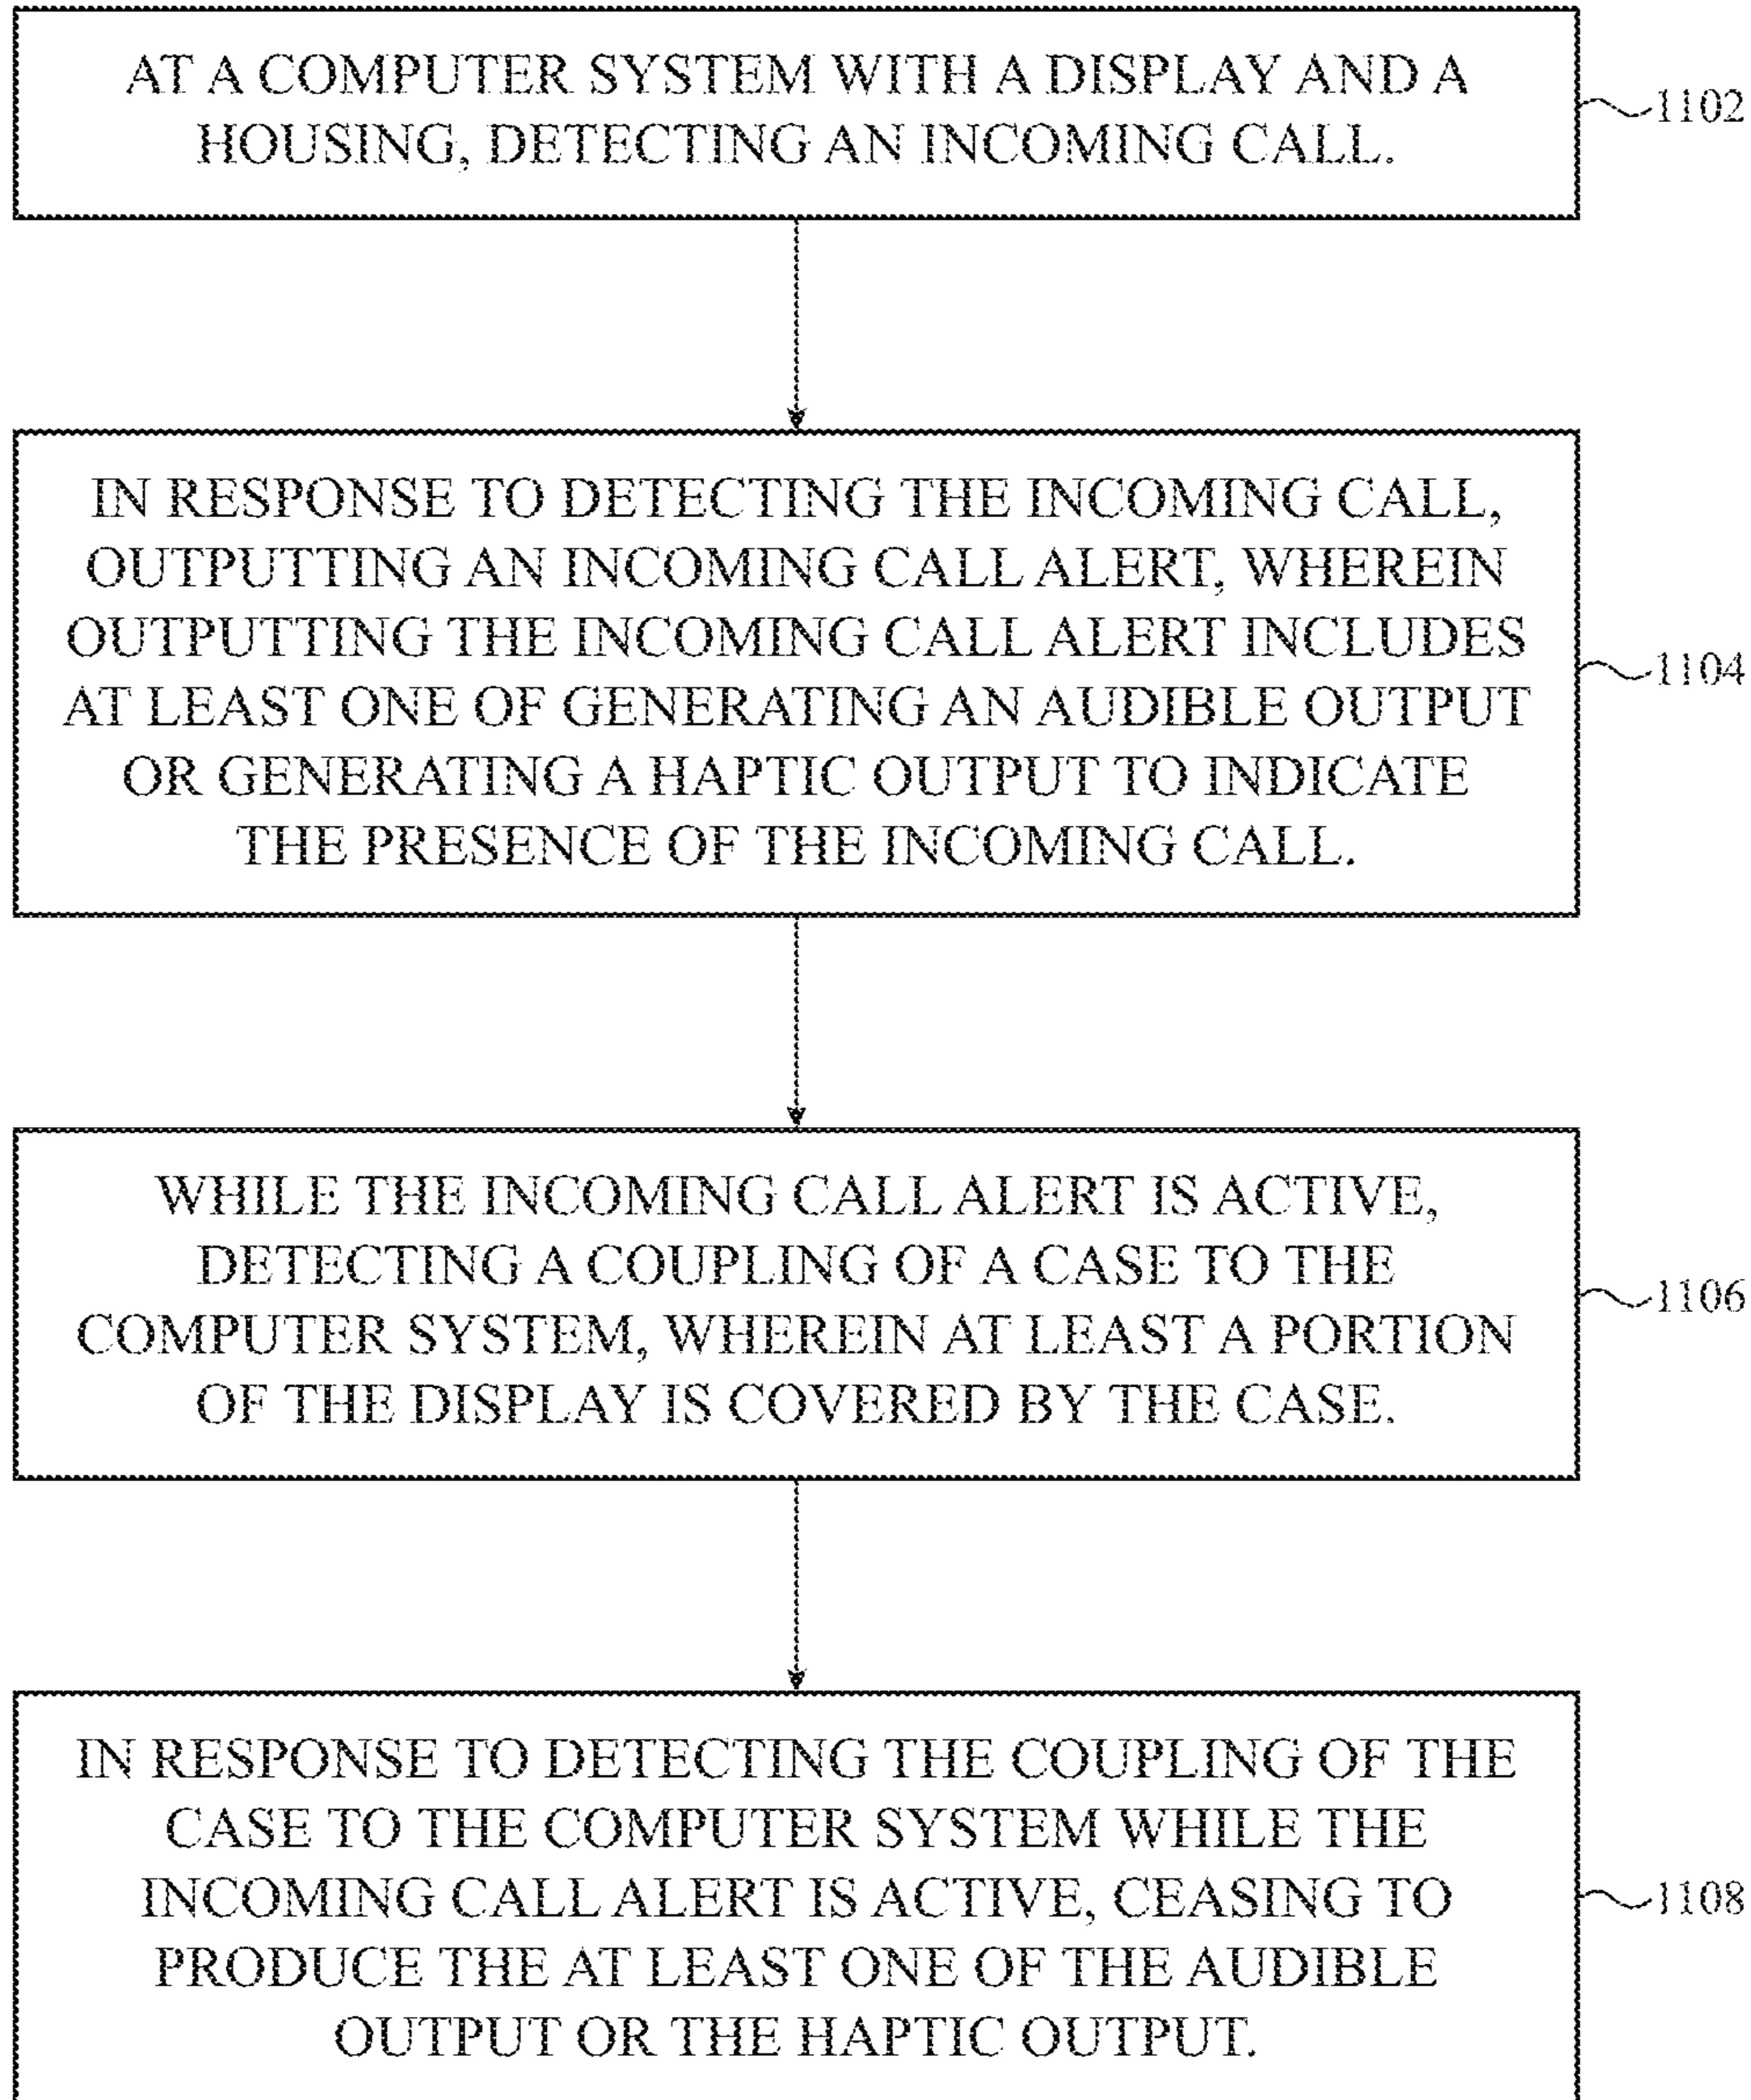 AT A COMPUTER SYSTEM WITH A DISPLAY AND A
HOUSING, DETECTING AN INCOMING CALL.
1102
IN RESPONSE TO DETECTING THE INCOMING CALL,
OUTPUTTING AN INCOMING CALL ALERT, WHEREIN
OUTPUTTING THE INCOMING CALL ALERT INCLUDES
AT LEAST ONE OF GENERATING AN AUDIBLE OUTPUT
OR GENERATING A HAPTIC OUTPUT TO INDICATE
THE PRESENCE OF THE INCOMING CALL.
1104
WHILE THE INCOMING CALL ALERT IS ACTIVE,
DETECTING A COUPLING OF A CASE TO THE
COMPUTER SYSTEM, WHEREIN AT LEAST A PORTION
OF THE DISPLAY IS COVERED BY THE CASE.
1106
IN RESPONSE TO DETECTING THE COUPLING OF THE
CASE TO THE COMPUTER SYSTEM WHILE THE
INCOMING CALL ALERT IS ACTIVE, CEASING TO
PRODUCE THE AT LEAST ONE OF THE AUDIBLE
OUTPUT OR THE HAPTIC OUTPUT.
1108